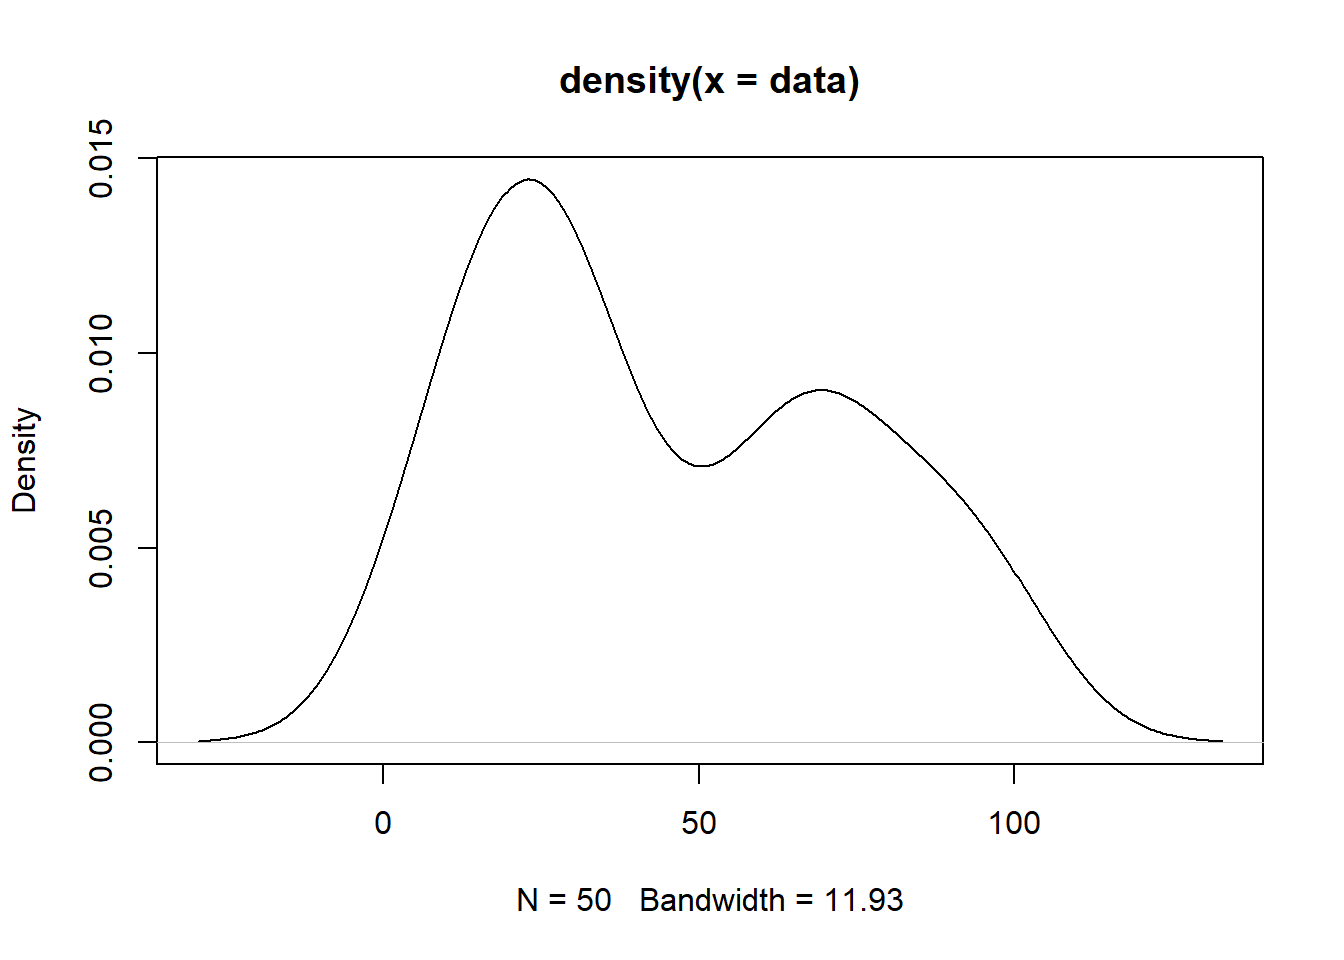 density(x = data)
Density
0.015
0.010
0.005
0.000
0 50 100
N = 50 Bandwidth = 11.93